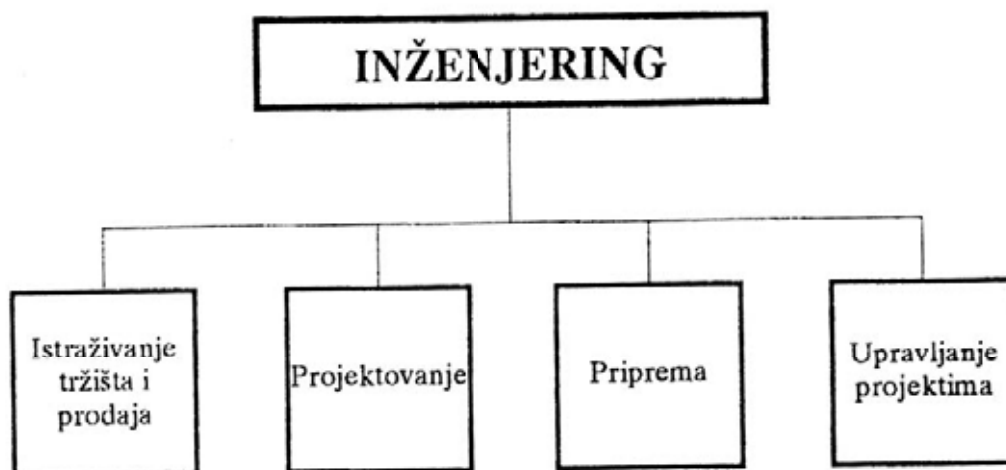 INŽENJERING
Istraživanje
tržišta i
prodaja
Projektovanje
Priprema
Upravljanje
projektima